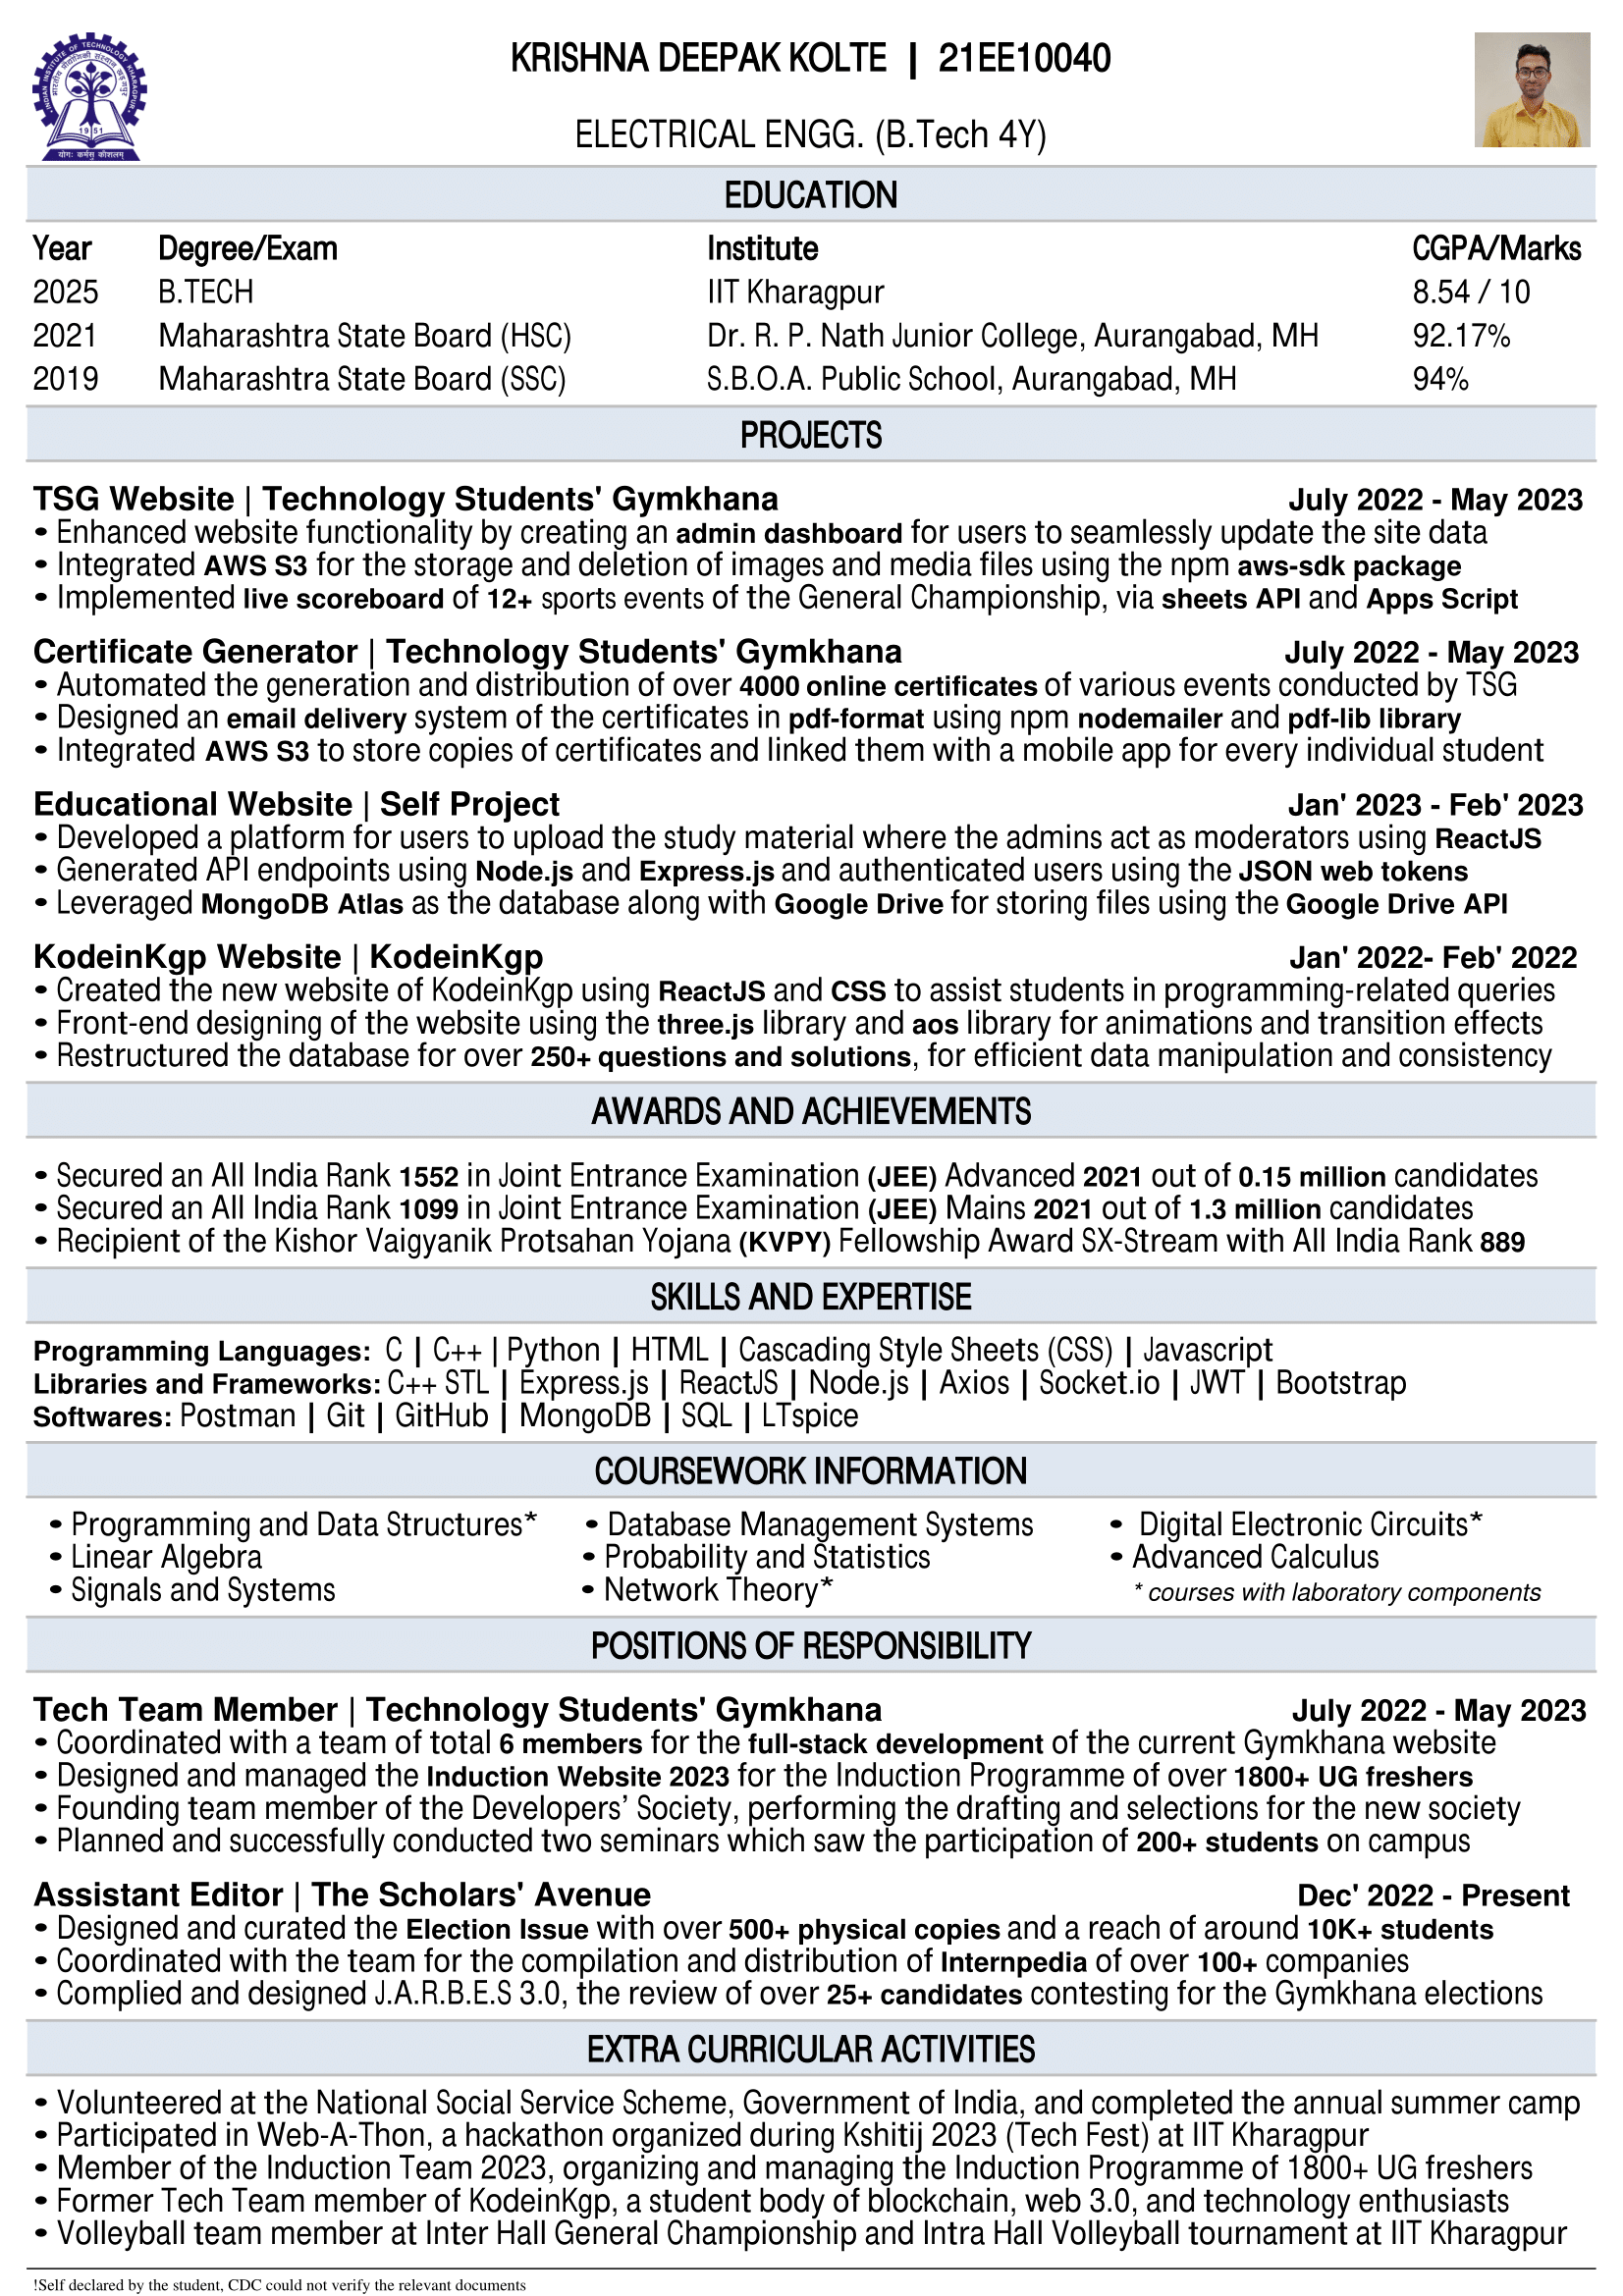 INDIAN INSTITUTE OF TECHNOLOGY KHARAGPUR
भारतीय प्रौद्योगिकी संस्थान खड़गपुर
1951
योगः कर्मसु कौशलम्
KRISHNA DEEPAK KOLTE | 21EE10040
ELECTRICAL ENGG. (B.Tech 4Y)
EDUCATION
Year Degree/Exam Institute CGPA/Marks
2025 B.TECH IIT Kharagpur 8.54 / 10
2021 Maharashtra State Board (HSC) Dr. R. P. Nath Junior College, Aurangabad, MH 92.17%
2019 Maharashtra State Board (SSC) S.B.O.A. Public School, Aurangabad, MH 94%
PROJECTS
TSG Website | Technology Students' Gymkhana July 2022 - May 2023
• Enhanced website functionality by creating an admin dashboard for users to seamlessly update the site data
• Integrated AWS S3 for the storage and deletion of images and media files using the npm aws-sdk package
• Implemented live scoreboard of 12+ sports events of the General Championship, via sheets API and Apps Script
Certificate Generator | Technology Students' Gymkhana July 2022 - May 2023
• Automated the generation and distribution of over 4000 online certificates of various events conducted by TSG
• Designed an email delivery system of the certificates in pdf-format using npm nodemailer and pdf-lib library
• Integrated AWS S3 to store copies of certificates and linked them with a mobile app for every individual student
Educational Website | Self Project Jan' 2023 - Feb' 2023
• Developed a platform for users to upload the study material where the admins act as moderators using ReactJS
• Generated API endpoints using Node.js and Express.js and authenticated users using the JSON web tokens
• Leveraged MongoDB Atlas as the database along with Google Drive for storing files using the Google Drive API
KodeinKgp Website | KodeinKgp Jan' 2022- Feb' 2022
• Created the new website of KodeinKgp using ReactJS and CSS to assist students in programming-related queries
• Front-end designing of the website using the three.js library and aos library for animations and transition effects
• Restructured the database for over 250+ questions and solutions, for efficient data manipulation and consistency
AWARDS AND ACHIEVEMENTS
• Secured an All India Rank 1552 in Joint Entrance Examination (JEE) Advanced 2021 out of 0.15 million candidates
• Secured an All India Rank 1099 in Joint Entrance Examination (JEE) Mains 2021 out of 1.3 million candidates
• Recipient of the Kishor Vaigyanik Protsahan Yojana (KVPY) Fellowship Award SX-Stream with All India Rank 889
SKILLS AND EXPERTISE
Programming Languages: C | C++ | Python | HTML | Cascading Style Sheets (CSS) | Javascript
Libraries and Frameworks: C++ STL | Express.js | ReactJS | Node.js | Axios | Socket.io | JWT | Bootstrap
Softwares: Postman | Git | GitHub | MongoDB | SQL | LTspice
COURSEWORK INFORMATION
• Programming and Data Structures* • Database Management Systems • Digital Electronic Circuits*
• Linear Algebra • Probability and Statistics • Advanced Calculus
• Signals and Systems • Network Theory* * courses with laboratory components
POSITIONS OF RESPONSIBILITY
Tech Team Member | Technology Students' Gymkhana July 2022 - May 2023
• Coordinated with a team of total 6 members for the full-stack development of the current Gymkhana website
• Designed and managed the Induction Website 2023 for the Induction Programme of over 1800+ UG freshers
• Founding team member of the Developers’ Society, performing the drafting and selections for the new society
• Planned and successfully conducted two seminars which saw the participation of 200+ students on campus
Assistant Editor | The Scholars' Avenue Dec' 2022 - Present
• Designed and curated the Election Issue with over 500+ physical copies and a reach of around 10K+ students
• Coordinated with the team for the compilation and distribution of Internpedia of over 100+ companies
• Complied and designed J.A.R.B.E.S 3.0, the review of over 25+ candidates contesting for the Gymkhana elections
EXTRA CURRICULAR ACTIVITIES
• Volunteered at the National Social Service Scheme, Government of India, and completed the annual summer camp
• Participated in Web-A-Thon, a hackathon organized during Kshitij 2023 (Tech Fest) at IIT Kharagpur
• Member of the Induction Team 2023, organizing and managing the Induction Programme of 1800+ UG freshers
• Former Tech Team member of KodeinKgp, a student body of blockchain, web 3.0, and technology enthusiasts
• Volleyball team member at Inter Hall General Championship and Intra Hall Volleyball tournament at IIT Kharagpur
!Self declared by the student, CDC could not verify the relevant documents